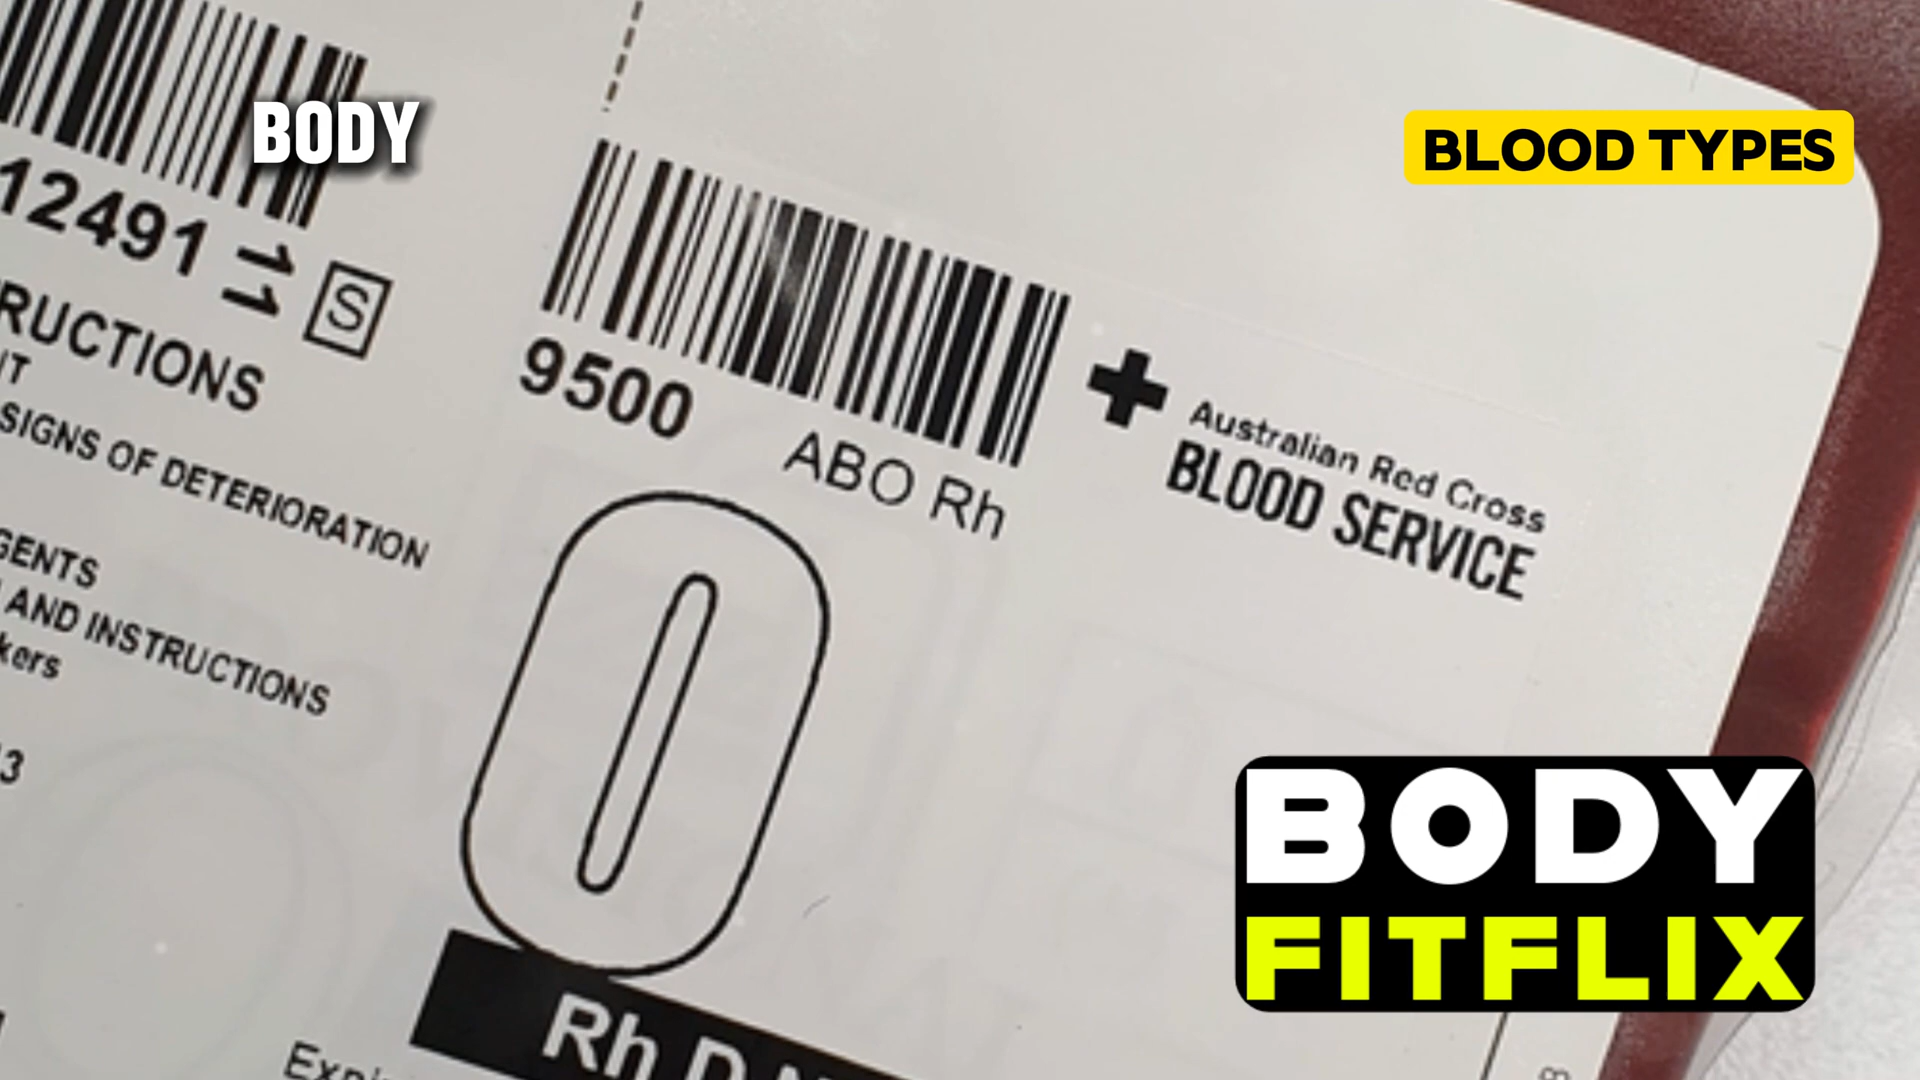 BODY
BLOOD TYPES
12491 11 S
RUCTIONS
SIGNS OF DETERIORATION
GENTS
AND INSTRUCTIONS
kers
3
9500
ABO Rh
Australian Red Cross
BLOOD SERVICE
O
Rh D
BODY
FITFLIX